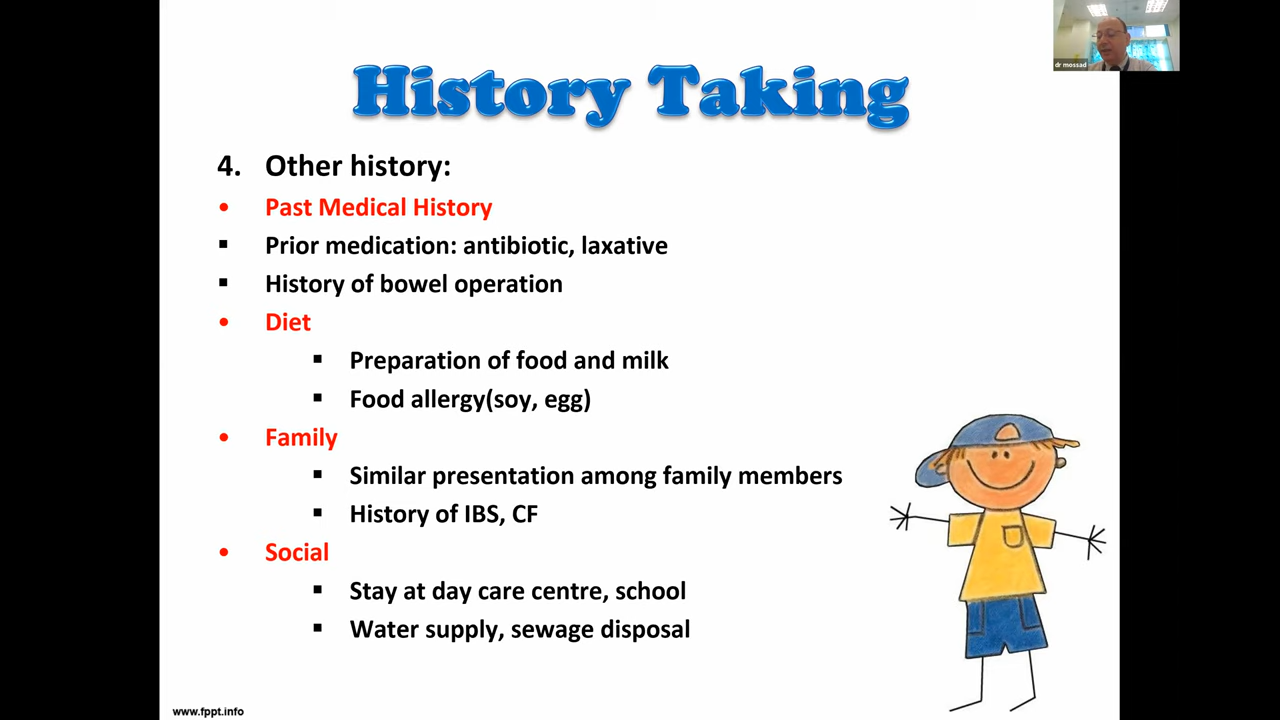 dr mossad
History Taking
4. Other history:
• Past Medical History
▪ Prior medication: antibiotic, laxative
▪ History of bowel operation
• Diet
▪ Preparation of food and milk
▪ Food allergy(soy, egg)
• Family
▪ Similar presentation among family members
▪ History of IBS, CF
• Social
▪ Stay at day care centre, school
▪ Water supply, sewage disposal
www.fppt.info